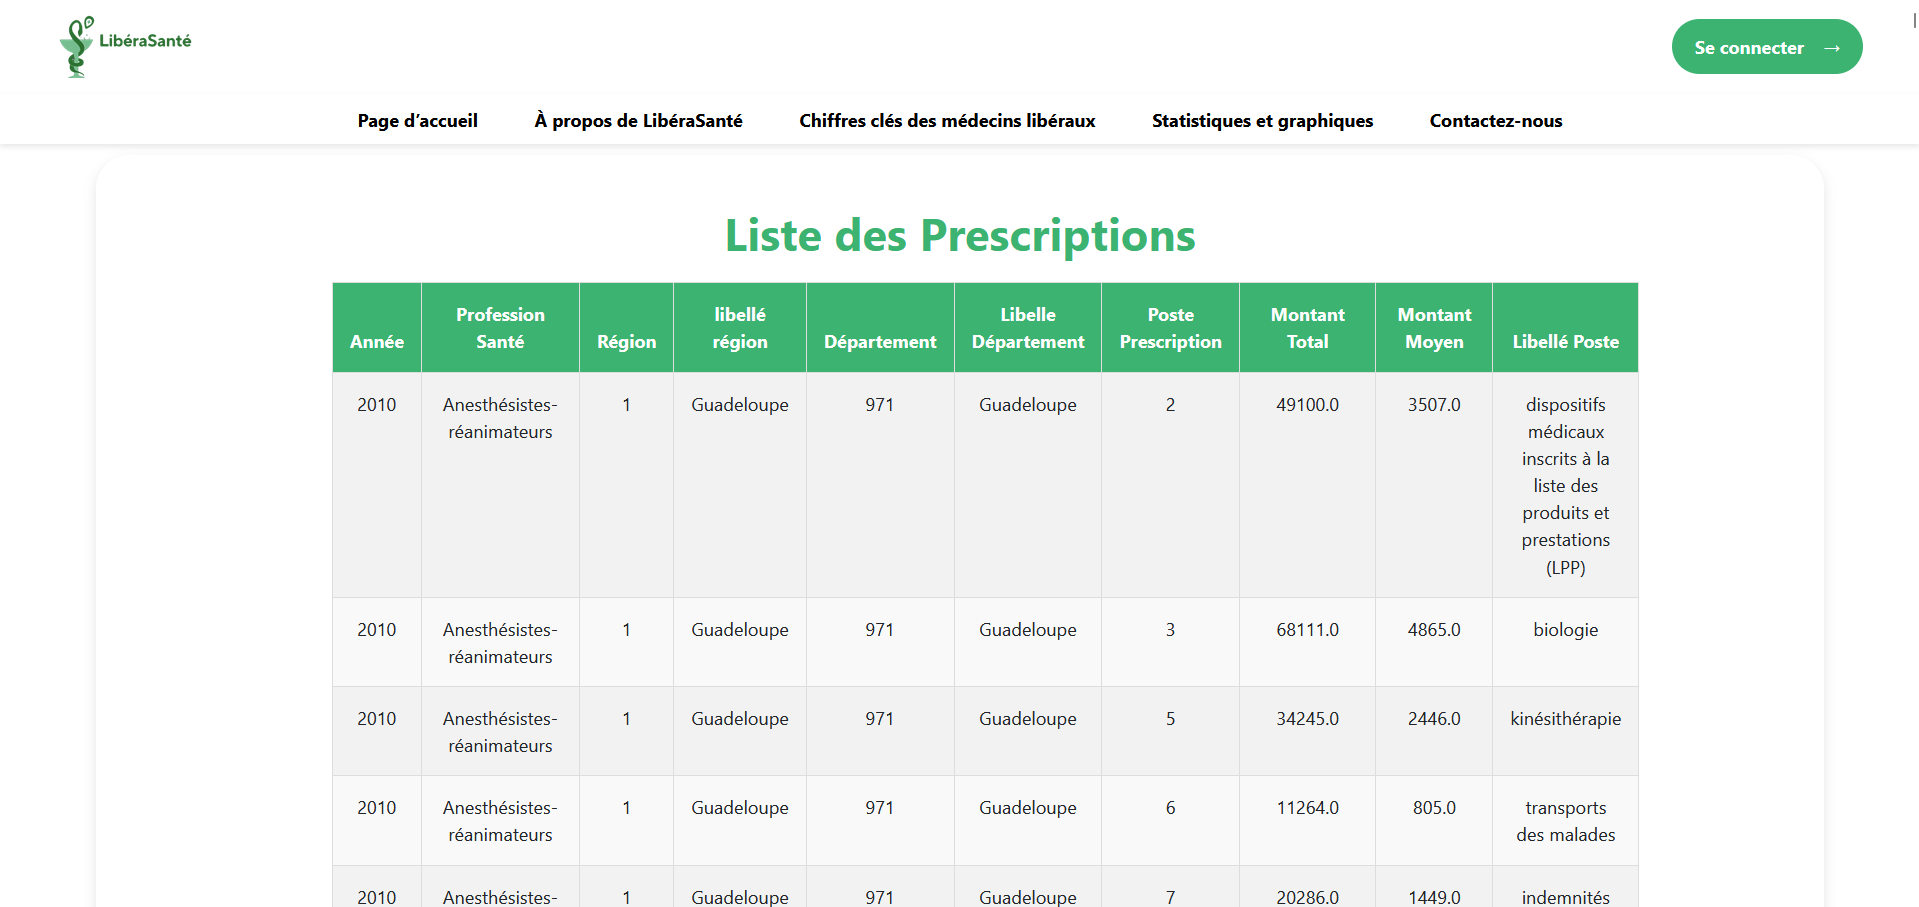 LibéraSanté
Se connecter →
Page d’accueil À propos de LibéraSanté Chiffres clés des médecins libéraux Statistiques et graphiques Contactez-nous
Liste des Prescriptions
Année Profession Santé Région libellé région Département Libelle Département Poste Prescription Montant Total Montant Moyen Libellé Poste
2010 Anesthésistes-réanimateurs 1 Guadeloupe 971 Guadeloupe 2 49100.0 3507.0 dispositifs médicaux inscrits à la liste des produits et prestations (LPP)
2010 Anesthésistes-réanimateurs 1 Guadeloupe 971 Guadeloupe 3 68111.0 4865.0 biologie
2010 Anesthésistes-réanimateurs 1 Guadeloupe 971 Guadeloupe 5 34245.0 2446.0 kinésithérapie
2010 Anesthésistes-réanimateurs 1 Guadeloupe 971 Guadeloupe 6 11264.0 805.0 transports des malades
2010 Anesthésistes- 1 Guadeloupe 971 Guadeloupe 7 20286.0 1449.0 indemnités